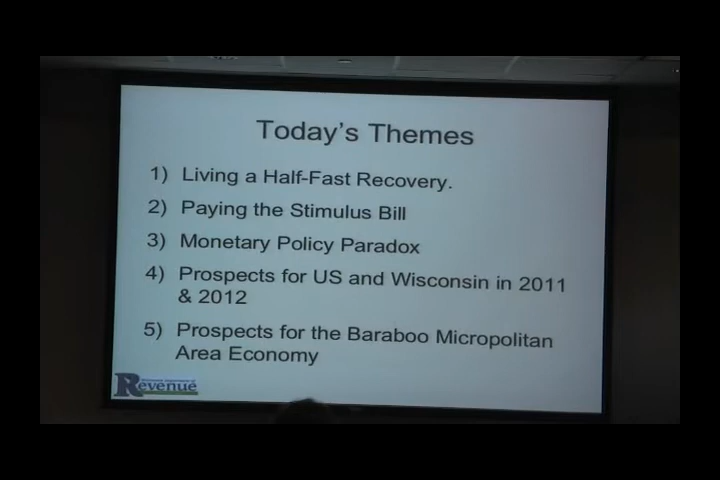 Today's Themes
1) Living a Half-Fast Recovery.
2) Paying the Stimulus Bill
3) Monetary Policy Paradox
4) Prospects for US and Wisconsin in 2011
& 2012
5) Prospects for the Baraboo Micropolitan
Area Economy
Revenue